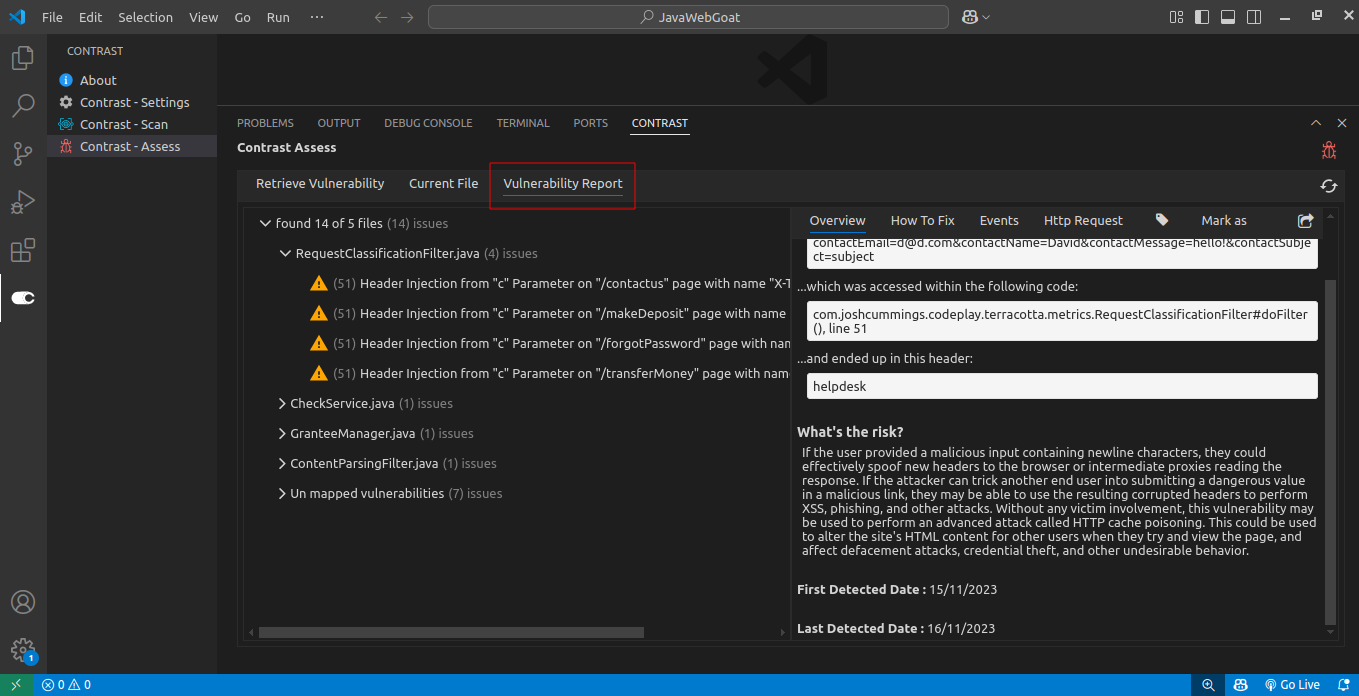 File Edit Selection View Go Run ···
JavaWebGoat
CONTRAST
About
Contrast - Settings
Contrast - Scan
Contrast - Assess
1
PROBLEMS OUTPUT DEBUG CONSOLE TERMINAL PORTS CONTRAST
Contrast Assess
Retrieve Vulnerability Current File Vulnerability Report
found 14 of 5 files (14) issues
RequestClassificationFilter.java (4) issues
(51) Header Injection from "c" Parameter on "/contactus" page with name "X-T
(51) Header Injection from "c" Parameter on "/makeDeposit" page with name
(51) Header Injection from "c" Parameter on "/forgotPassword" page with nam
(51) Header Injection from "c" Parameter on "/transferMoney" page with name
CheckService.java (1) issues
GranteeManager.java (1) issues
ContentParsingFilter.java (1) issues
Un mapped vulnerabilities (7) issues
Overview How To Fix Events Http Request Mark as
contactEmail=d@d.com&contactName=David&contactMessage=hello!&contactSubje
ct=subject
...which was accessed within the following code:
com.joshcummings.codeplay.terracotta.metrics.RequestClassificationFilter#doFilter
(), line 51
...and ended up in this header:
helpdesk
What's the risk?
If the user provided a malicious input containing newline characters, they could
effectively spoof new headers to the browser or intermediate proxies reading the
response. If the attacker can trick another end user into submitting a dangerous value
in a malicious link, they may be able to use the resulting corrupted headers to perform
XSS, phishing, and other attacks. Without any victim involvement, this vulnerability may
be used to perform an advanced attack called HTTP cache poisoning. This could be used
to alter the site's HTML content for other users when they try and view the page, and
affect defacement attacks, credential theft, and other undesirable behavior.
First Detected Date : 15/11/2023
Last Detected Date : 16/11/2023
0 0
Go Live